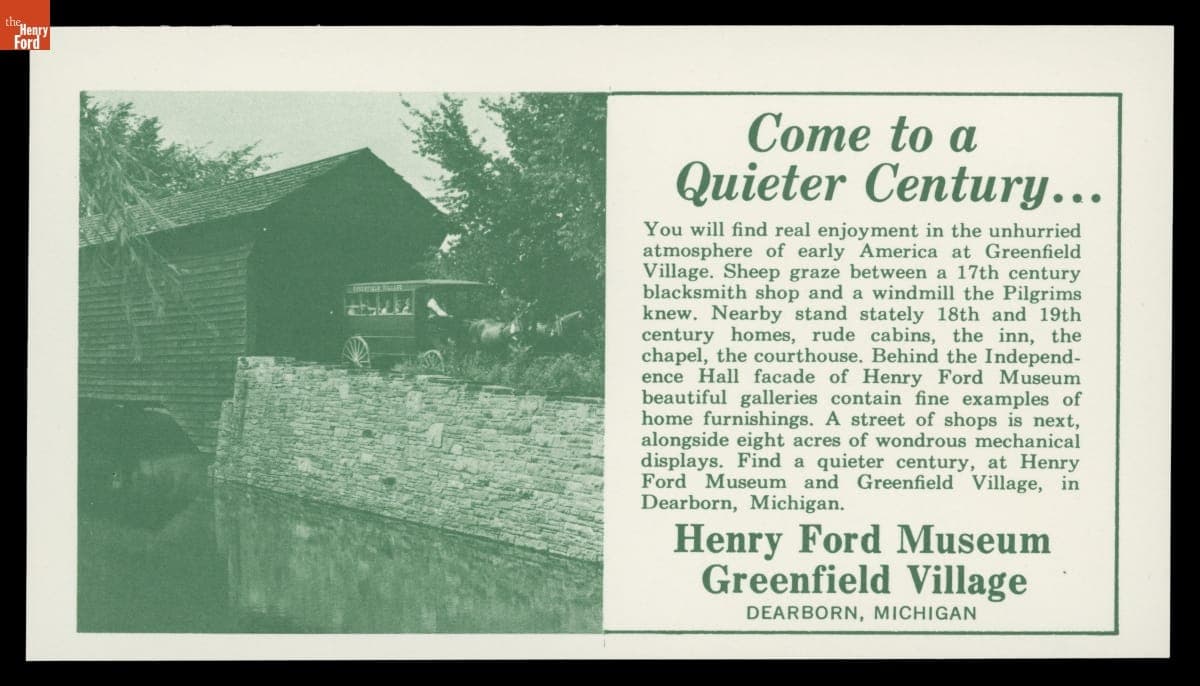 the
Henry
Ford
GREENFIELD VILLAGE
Come to a
Quieter Century...
You will find real enjoyment in the unhurried
atmosphere of early America at Greenfield
Village. Sheep graze between a 17th century
blacksmith shop and a windmill the Pilgrims
knew. Nearby stand stately 18th and 19th
century homes, rude cabins, the inn, the
chapel, the courthouse. Behind the Independ-
ence Hall facade of Henry Ford Museum
beautiful galleries contain fine examples of
home furnishings. A street of shops is next,
alongside eight acres of wondrous mechanical
displays. Find a quieter century, at Henry
Ford Museum and Greenfield Village, in
Dearborn, Michigan.
Henry Ford Museum
Greenfield Village
DEARBORN, MICHIGAN